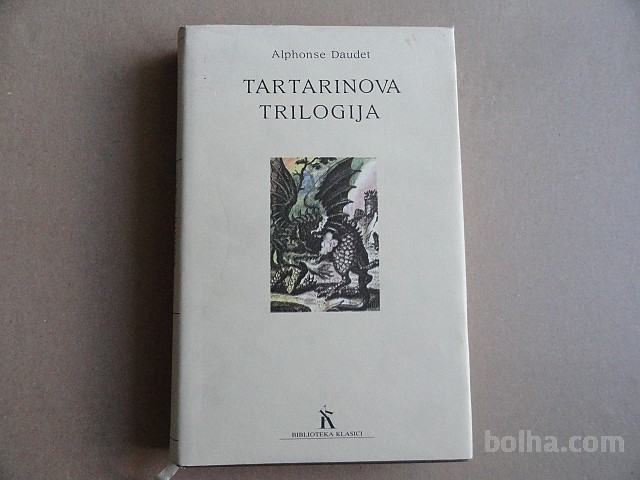 Alphonse Daudet
TARTARINOVA
TRILOGIJA
BIBLIOTEKA KLASICI
bolha.com